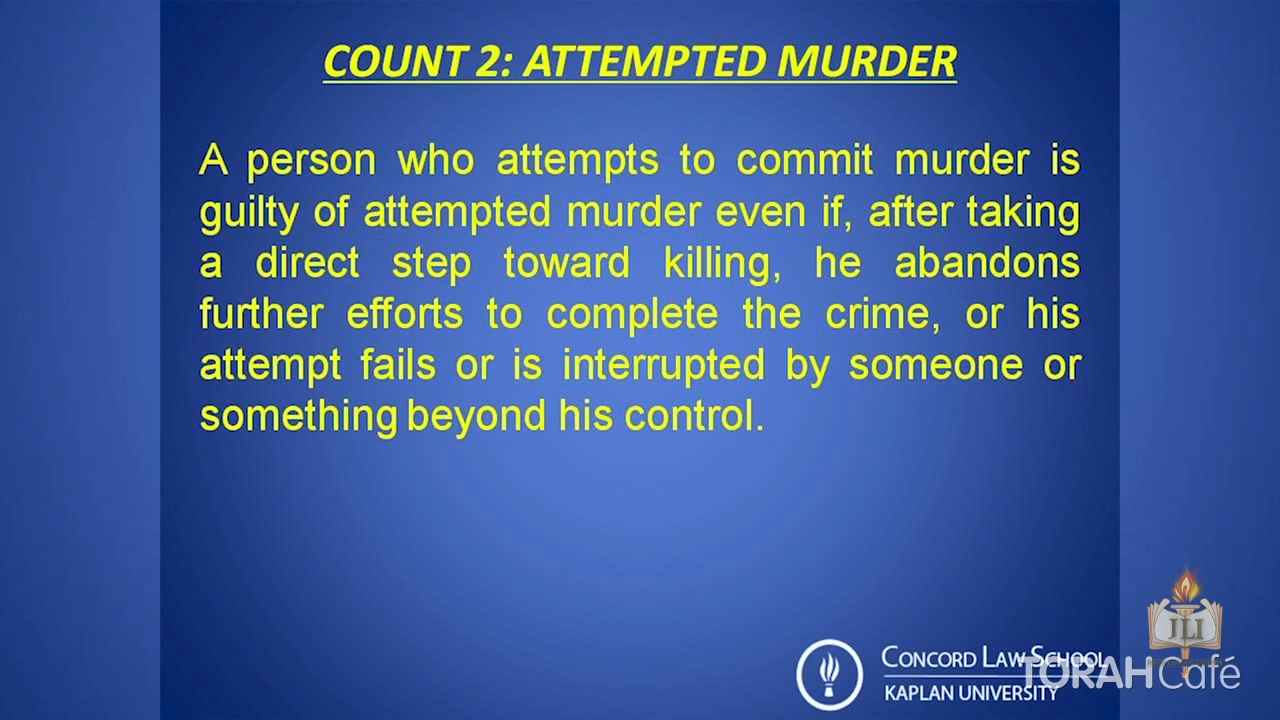 COUNT 2: ATTEMPTED MURDER
A person who attempts to commit murder is
guilty of attempted murder even if, after taking
a direct step toward killing, he abandons
further efforts to complete the crime, or his
attempt fails or is interrupted by someone or
something beyond his control.
JLI
CONCORD LAW SCHOOL
KAPLAN UNIVERSITY
TORAHCafé